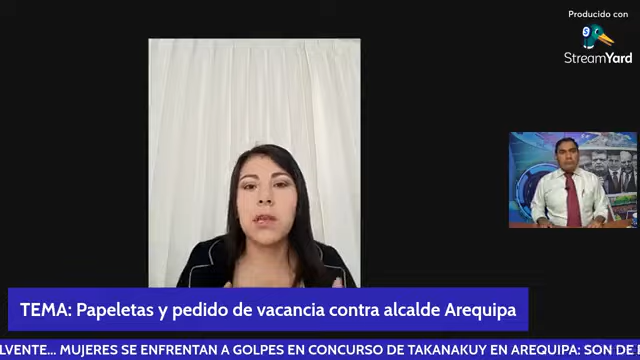 Producido con
StreamYard
TEMA: Papeletas y pedido de vacancia contra alcalde Arequipa
LVENTE... MUJERES SE ENFRENTAN A GOLPES EN CONCURSO DE TAKANAKUY EN AREQUIPA: SON DE